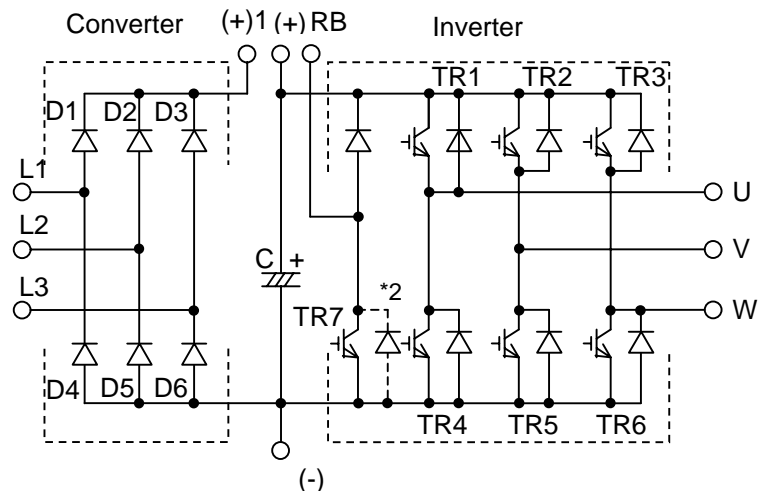 Converter (+)1 (+) RB Inverter
TR1 TR2 TR3
D1 D2 D3
L1
U
L2
V
C +
*2
L3
TR7
W
D4 D5 D6
TR4 TR5 TR6
(-)